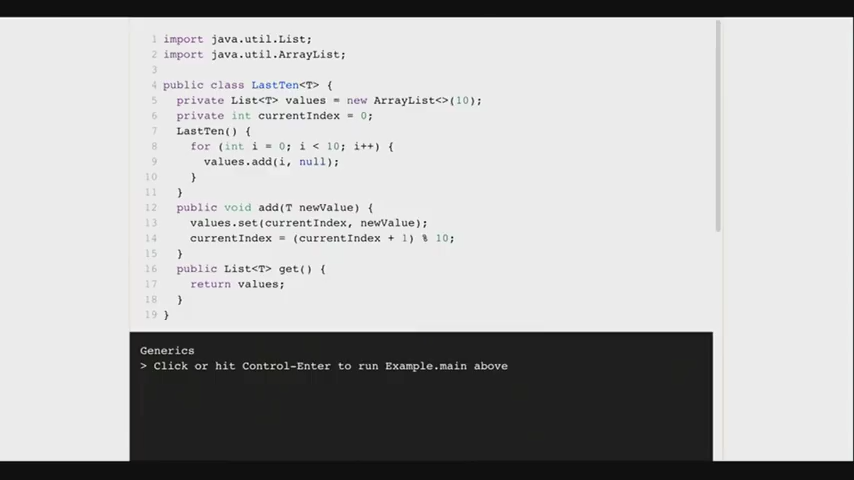 1 import java.util.List;
2 import java.util.ArrayList;
3
4 public class LastTen<T> {
5   private List<T> values = new ArrayList<>(10);
6   private int currentIndex = 0;
7   LastTen() {
8     for (int i = 0; i < 10; i++) {
9       values.add(i, null);
10     }
11   }
12   public void add(T newValue) {
13     values.set(currentIndex, newValue);
14     currentIndex = (currentIndex + 1) % 10;
15   }
16   public List<T> get() {
17     return values;
18   }
19 }
Generics
> Click or hit Control-Enter to run Example.main above